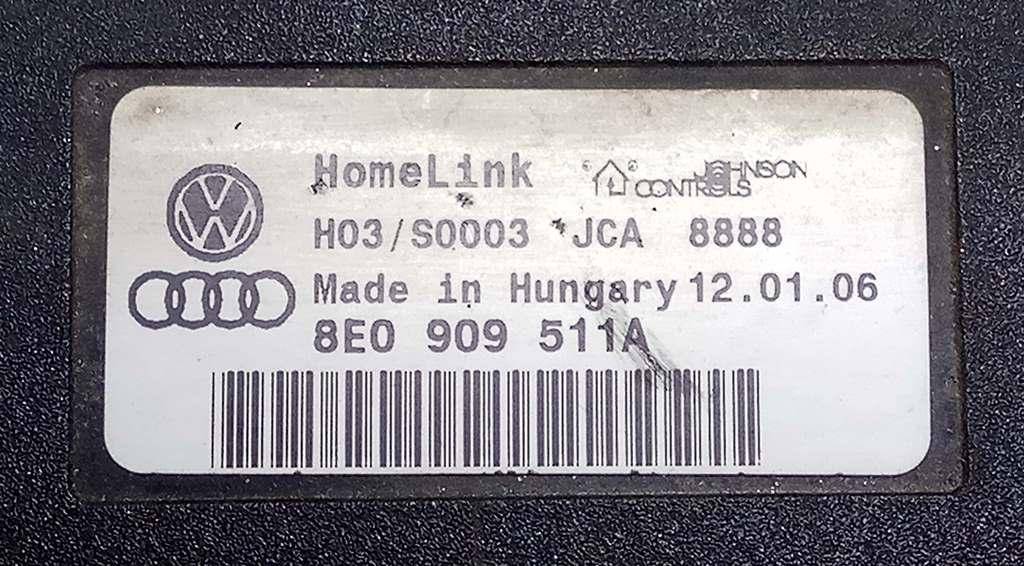 HomeLink JOHNSON CONTROLS
H03/S0003 JCA 8888
Made in Hungary 12.01.06
8E0 909 511A